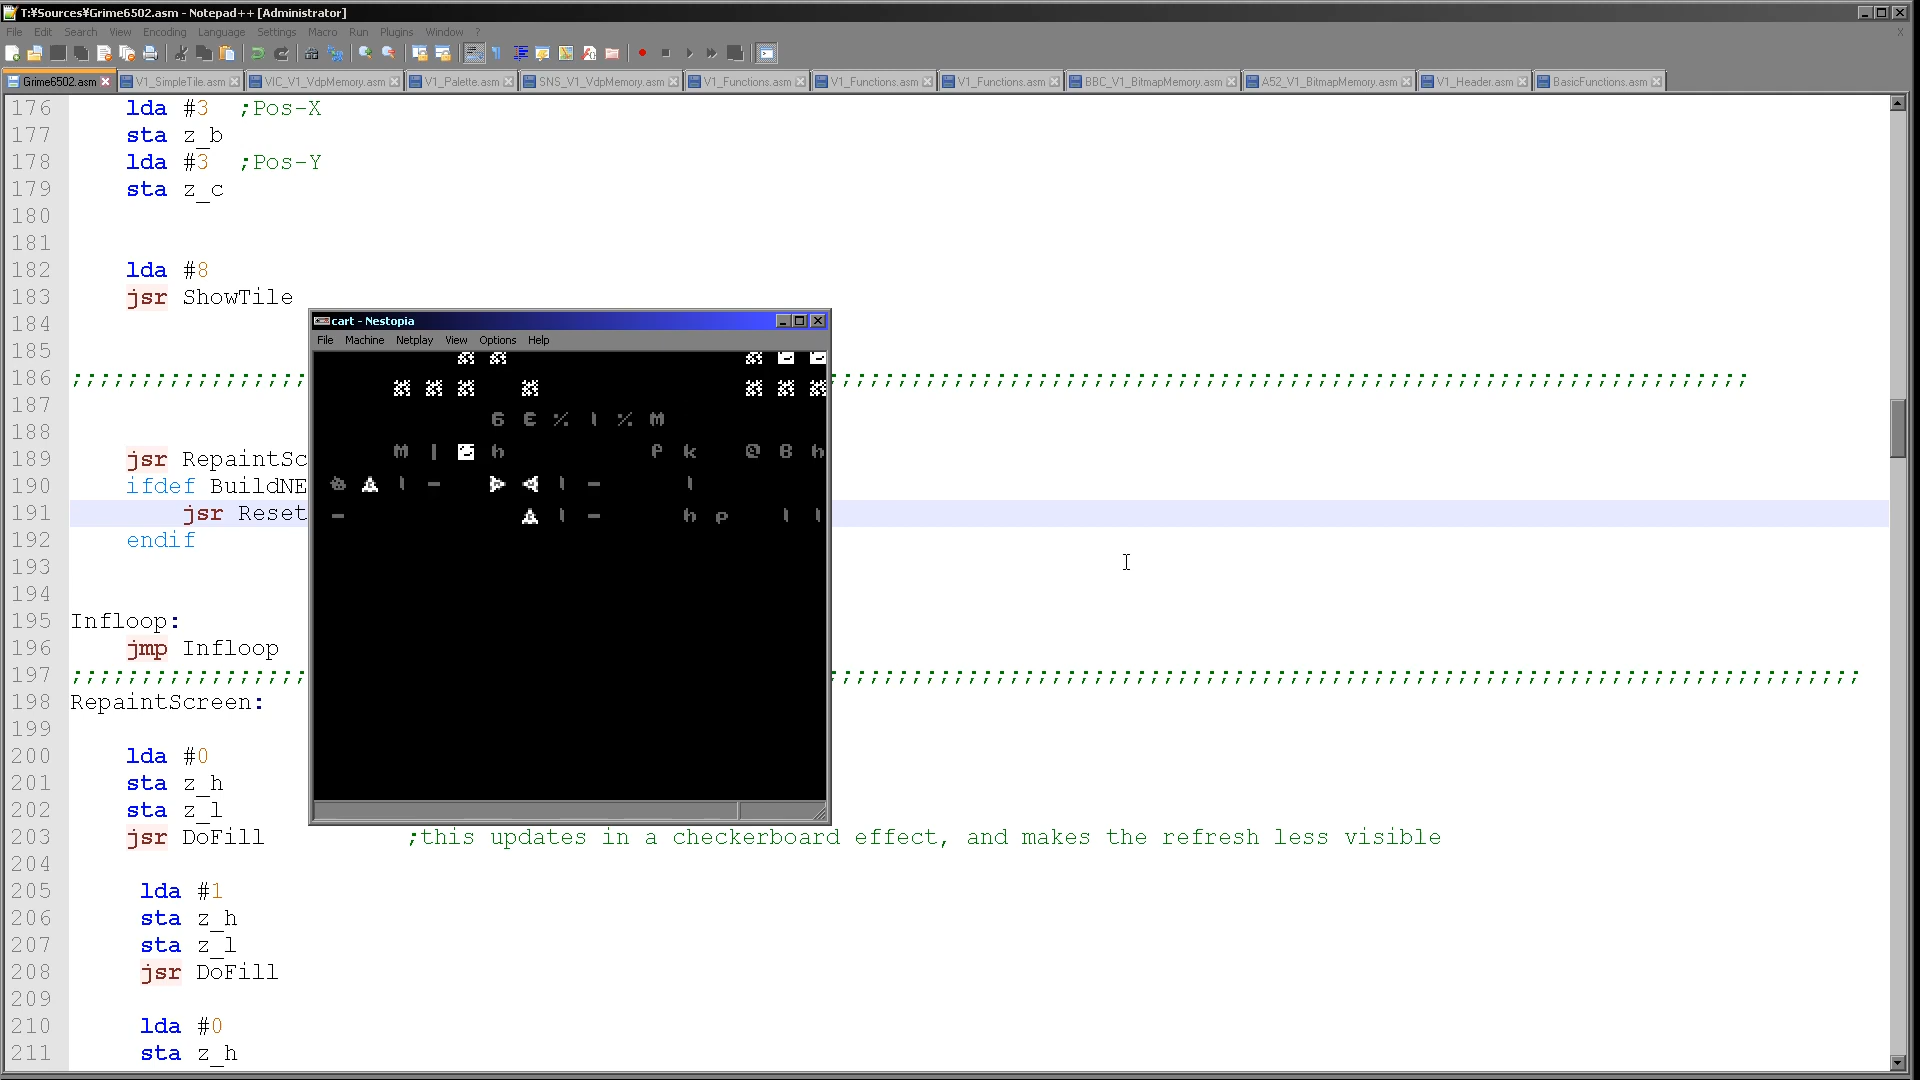 T:¥Sources¥Grime6502.asm - Notepad++ [Administrator]
File Edit Search View Encoding Language Settings Macro Run Plugins Window ? X
Grime6502.asm V1_SimpleTile.asm VIC_V1_VdpMemory.asm V1_Palette.asm SNS_V1_VdpMemory.asm V1_Functions.asm V1_Functions.asm V1_Functions.asm BBC_V1_BitmapMemory.asm A52_V1_BitmapMemory.asm V1_Header.asm BasicFunctions.asm
176 lda #3 ;Pos-X
177 sta z_b
178 lda #3 ;Pos-Y
179 sta z_c
180
181
182 lda #8
183 jsr ShowTile
184
cart - Nestopia
File Machine Netplay View Options Help
185
186
187
6 E % l % M
188
M | h P k @ B h
189 jsr RepaintSc
190 ifdef BuildNE
191 jsr Reset
h p l l
192 endif
193
194
195 Infloop:
196 jmp Infloop
197
198 RepaintScreen:
199
200 lda #0
201 sta z_h
202 sta z_l
203 jsr DoFill ;this updates in a checkerboard effect, and makes the refresh less visible
204
205 lda #1
206 sta z_h
207 sta z_l
208 jsr DoFill
209
210 lda #0
211 sta z_h